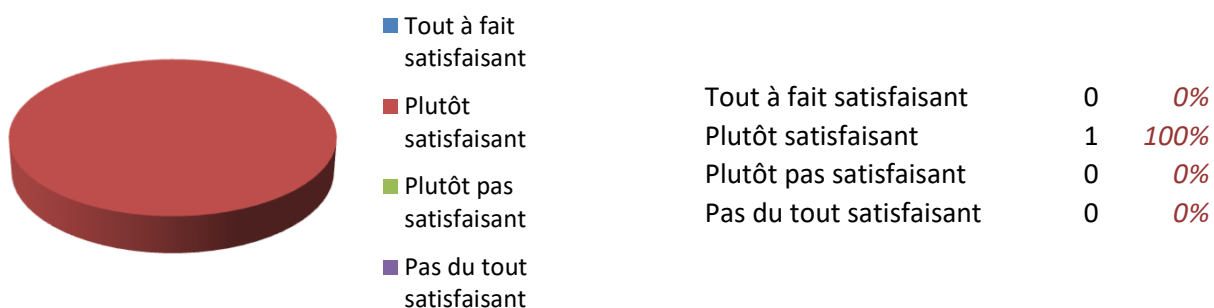 Tout à fait
satisfaisant
Plutôt
satisfaisant
Plutôt pas
satisfaisant
Pas du tout
satisfaisant
Tout à fait satisfaisant 0 0%
Plutôt satisfaisant 1 100%
Plutôt pas satisfaisant 0 0%
Pas du tout satisfaisant 0 0%